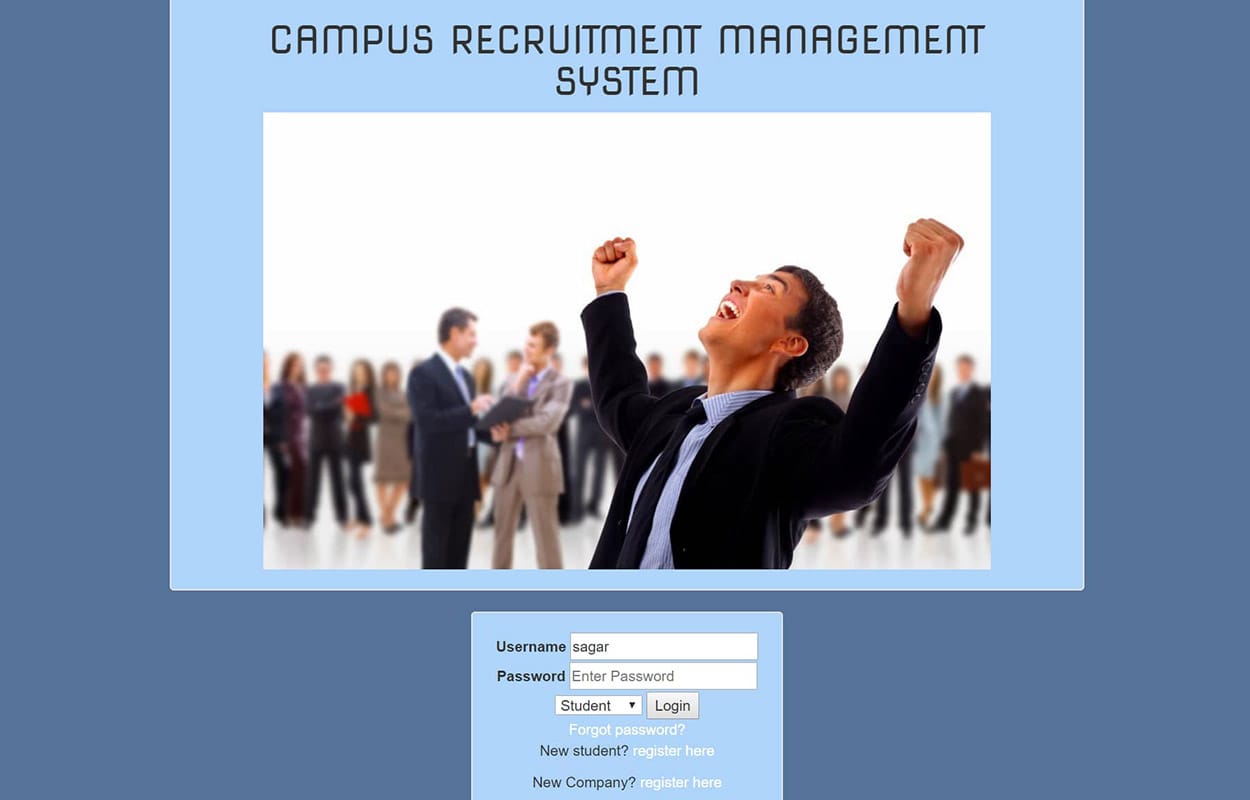 CAMPUS RECRUITMENT MANAGEMENT
SYSTEM
Username sagar
Password Enter Password
Student ▼ Login
Forgot password?
New student? register here
New Company? register here